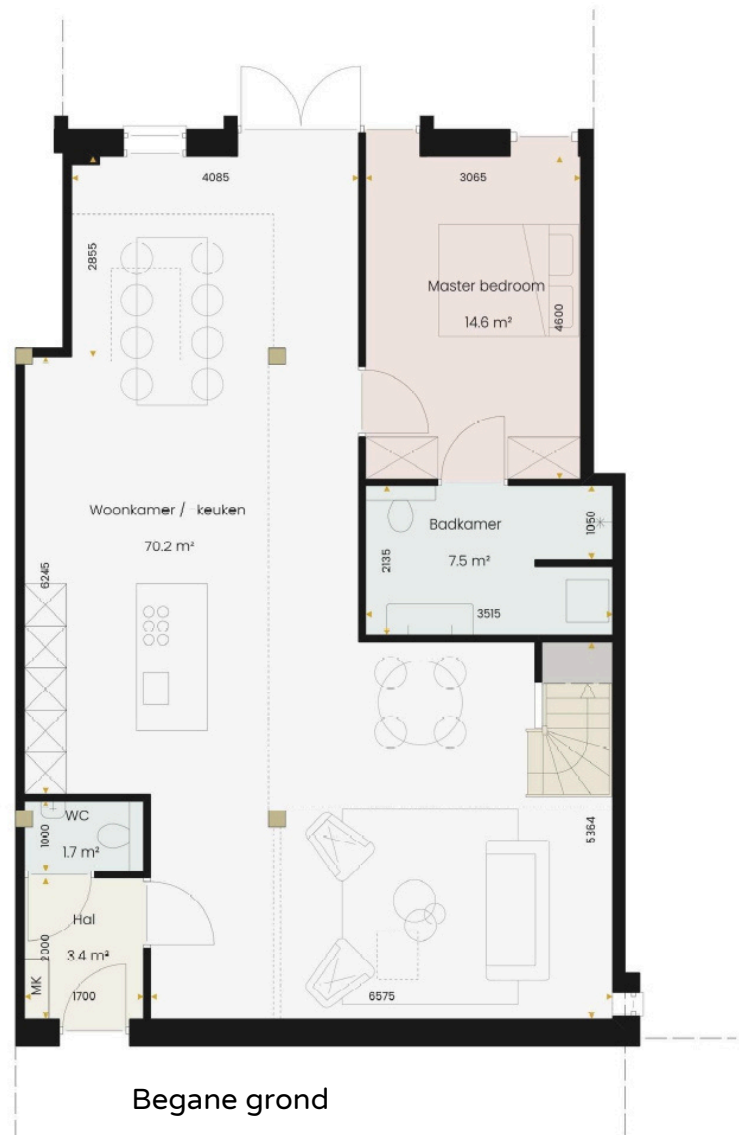 4085
3065
2855
Master bedroom
14.6 m²
4600
Woonkamer / keuken
70.2 m²
Badkamer
7.5 m²
1050
2135
3515
6245
WC
1.7 m²
1000
5364
Hal
3.4 m²
2000
MK
1700
6575
Begane grond